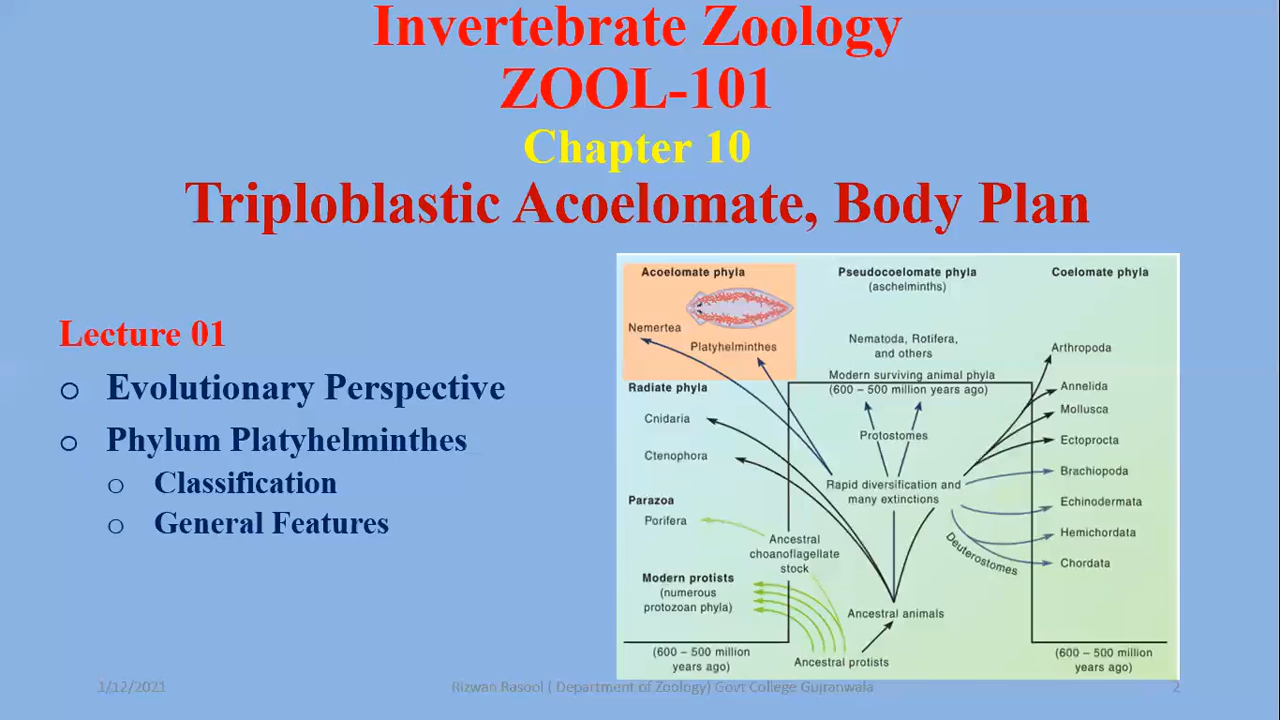 Invertebrate Zoology
ZOOL-101
Chapter 10
Triploblastic Acoelomate, Body Plan
Lecture 01
o Evolutionary Perspective
o Phylum Platyhelminthes
o Classification
o General Features
Acoelomate phyla
Nemertea
Platyhelminthes
Radiate phyla
Cnidaria
Ctenophora
Parazoa
Porifera
Modern protists
(numerous
protozoan phyla)
(600 – 500 million
years ago)
Pseudocoelomate phyla
(aschelminths)
Nematoda, Rotifera,
and others
Modern surviving animal phyla
(600 – 500 million years ago)
Protostomes
Rapid diversification and
many extinctions
Ancestral
choanoflagellate
stock
Deuterostomes
Ancestral animals
Ancestral protists
Coelomate phyla
Arthropoda
Annelida
Mollusca
Ectoprocta
Brachiopoda
Echinodermata
Hemichordata
Chordata
(600 – 500 million
years ago)
1/12/2021
Rizwan Rasool ( Department of Zoology) Govt College Gujranwala
2